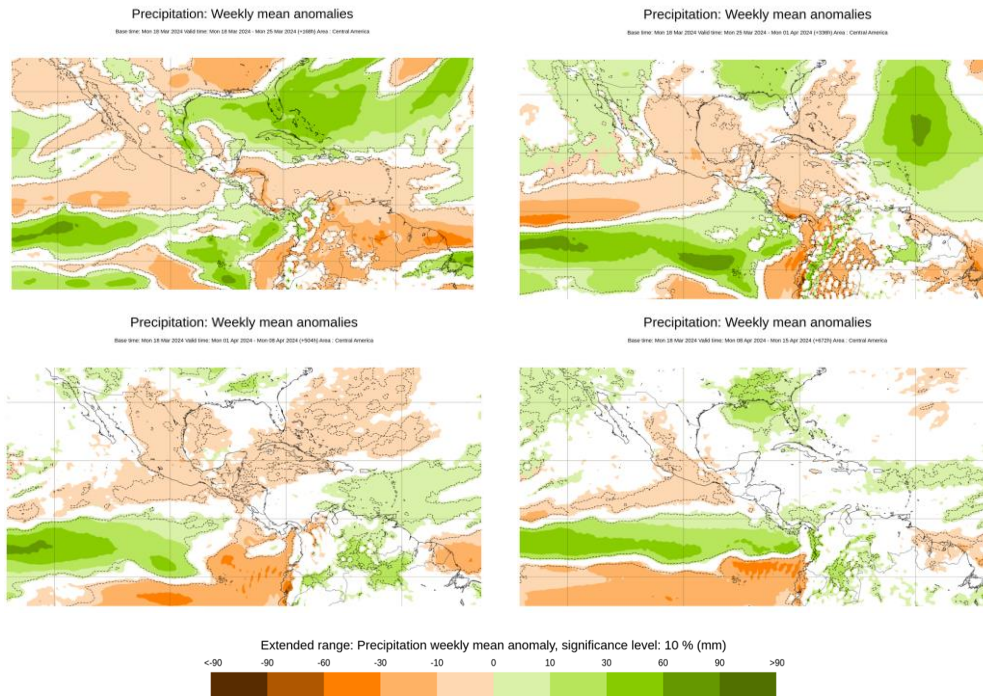 Precipitation: Weekly mean anomalies
Base time: Mon 18 Mar 2024 Valid time: Mon 18 Mar 2024 - Mon 25 Mar 2024 (+168h) Area : Central America
Precipitation: Weekly mean anomalies
Base time: Mon 18 Mar 2024 Valid time: Mon 25 Mar 2024 - Mon 01 Apr 2024 (+336h) Area : Central America
Precipitation: Weekly mean anomalies
Base time: Mon 18 Mar 2024 Valid time: Mon 01 Apr 2024 - Mon 08 Apr 2024 (+504h) Area : Central America
Precipitation: Weekly mean anomalies
Base time: Mon 18 Mar 2024 Valid time: Mon 08 Apr 2024 - Mon 15 Apr 2024 (+672h) Area : Central America
Extended range: Precipitation weekly mean anomaly, significance level: 10 % (mm)
<-90 -90 -60 -30 -10 0 10 30 60 90 >90